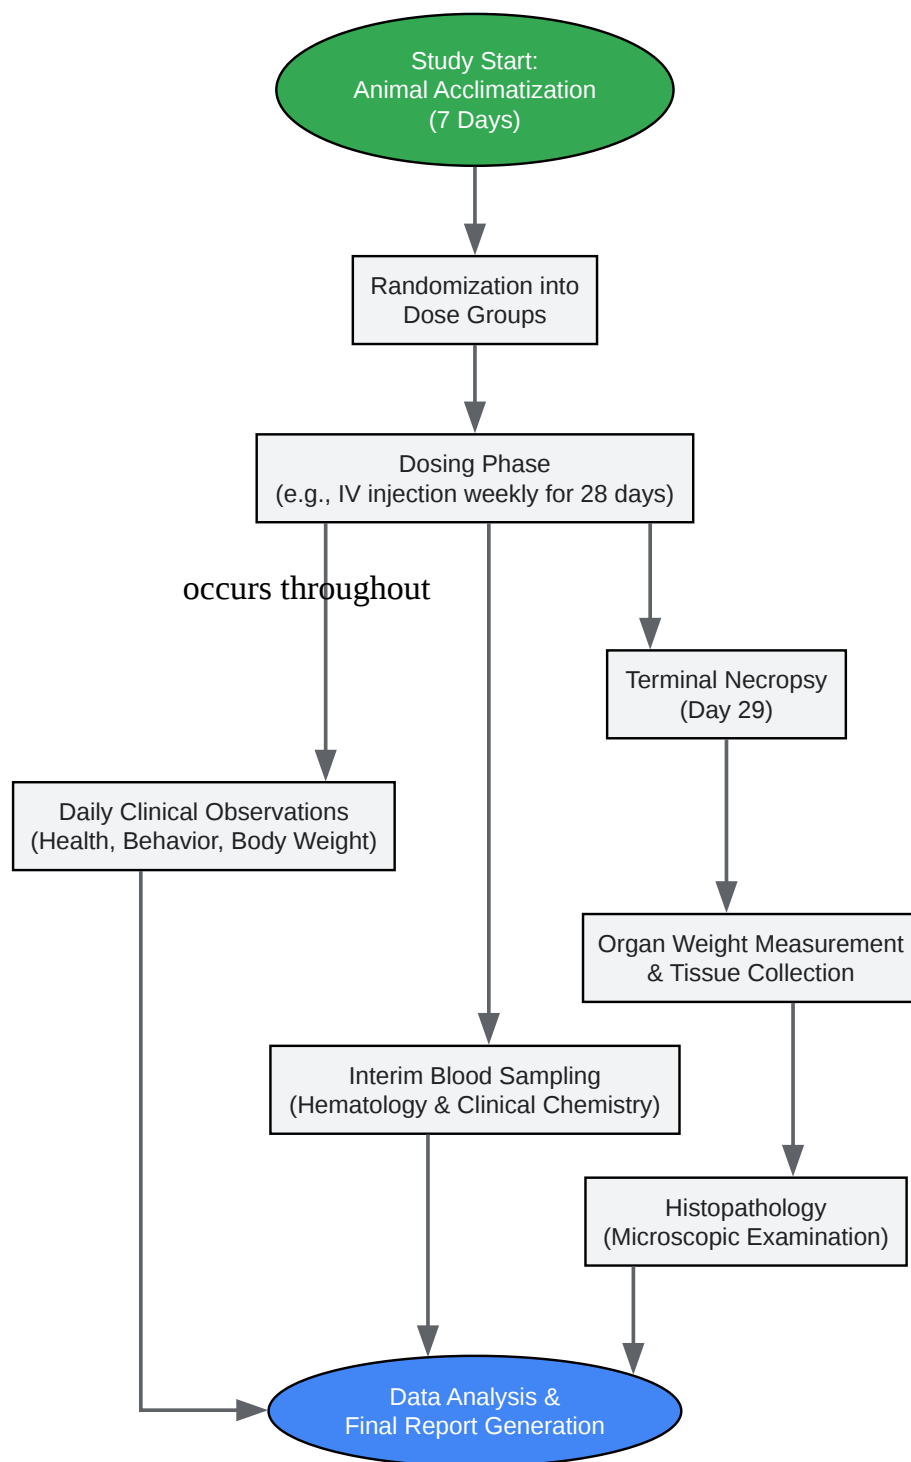 Study Start:
Animal Acclimatization
(7 Days)
Randomization into
Dose Groups
Dosing Phase
(e.g., IV injection weekly for 28 days)
occurs throughout
Terminal Necropsy
(Day 29)
Daily Clinical Observations
(Health, Behavior, Body Weight)
Organ Weight Measurement
& Tissue Collection
Interim Blood Sampling
(Hematology & Clinical Chemistry)
Histopathology
(Microscopic Examination)
Data Analysis &
Final Report Generation